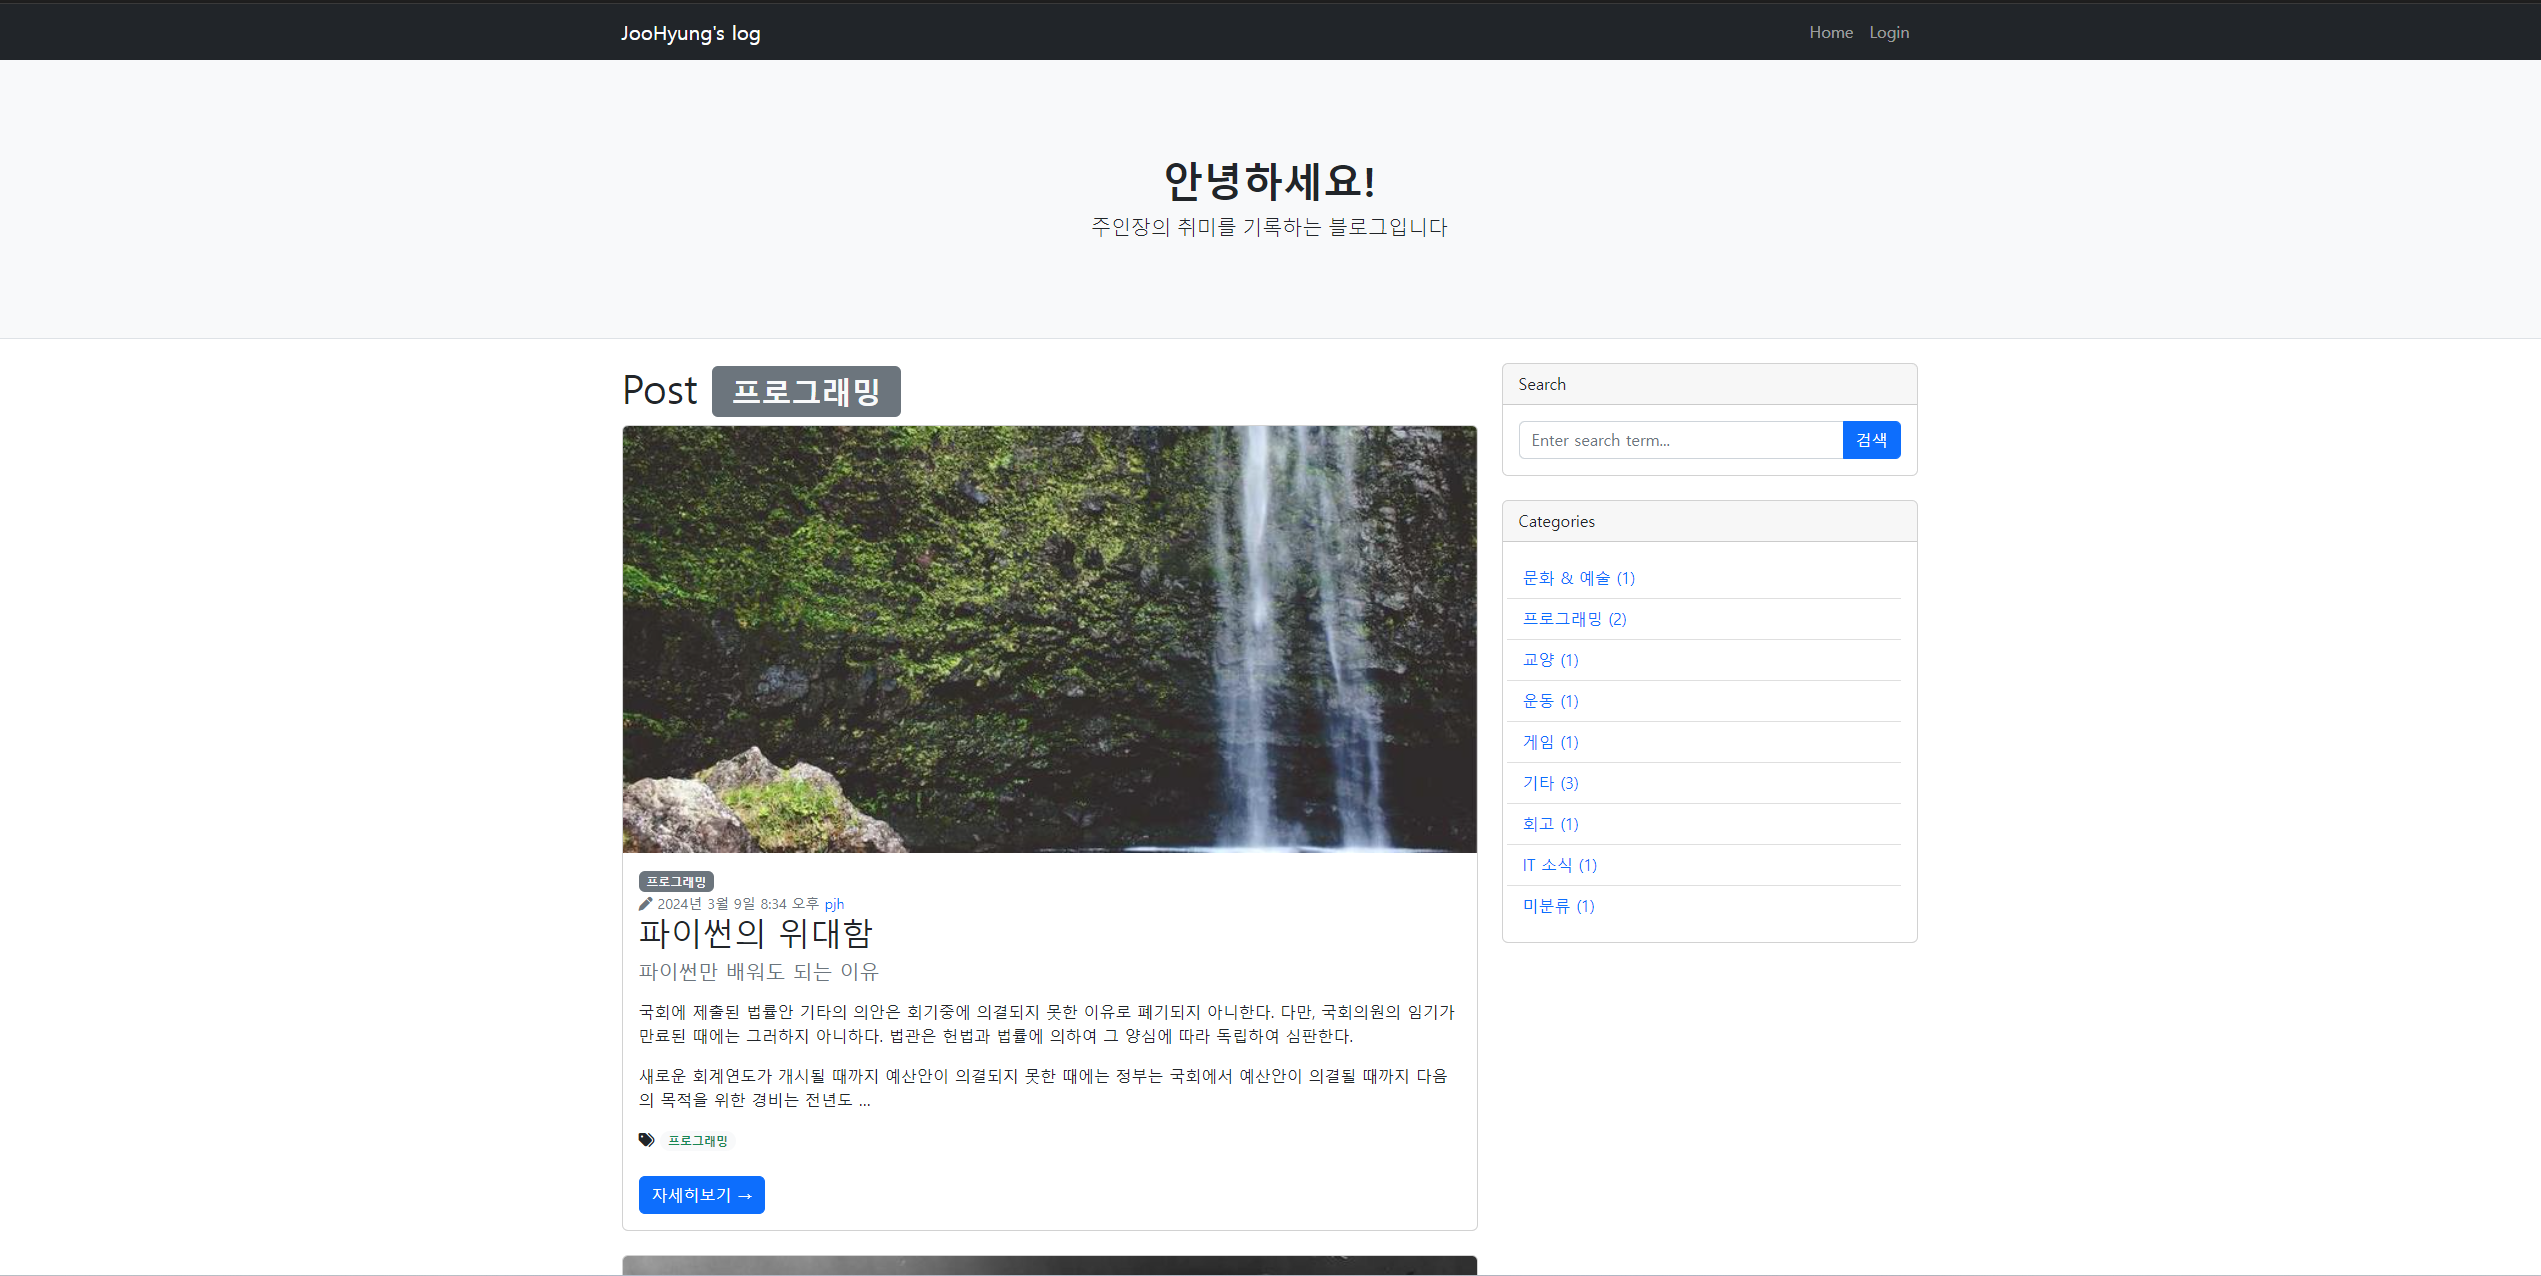 JooHyung's log
Home Login
안녕하세요!
주인장의 취미를 기록하는 블로그입니다
Post 프로그래밍
프로그래밍
2024년 3월 9일 8:34 오후 pjh
파이썬의 위대함
파이썬만 배워도 되는 이유
국회에 제출된 법률안 기타의 의안은 회기중에 의결되지 못한 이유로 폐기되지 아니한다. 다만, 국회의원의 임기가
만료된 때에는 그러하지 아니하다. 법관은 헌법과 법률에 의하여 그 양심에 따라 독립하여 심판한다.
새로운 회계연도가 개시될 때까지 예산안이 의결되지 못한 때에는 정부는 국회에서 예산안이 의결될 때까지 다음
의 목적을 위한 경비는 전년도 ...
프로그래밍
자세히보기 →
Search
Enter search term...
검색
Categories
문화 & 예술 (1)
프로그래밍 (2)
교양 (1)
운동 (1)
게임 (1)
기타 (3)
회고 (1)
IT 소식 (1)
미분류 (1)